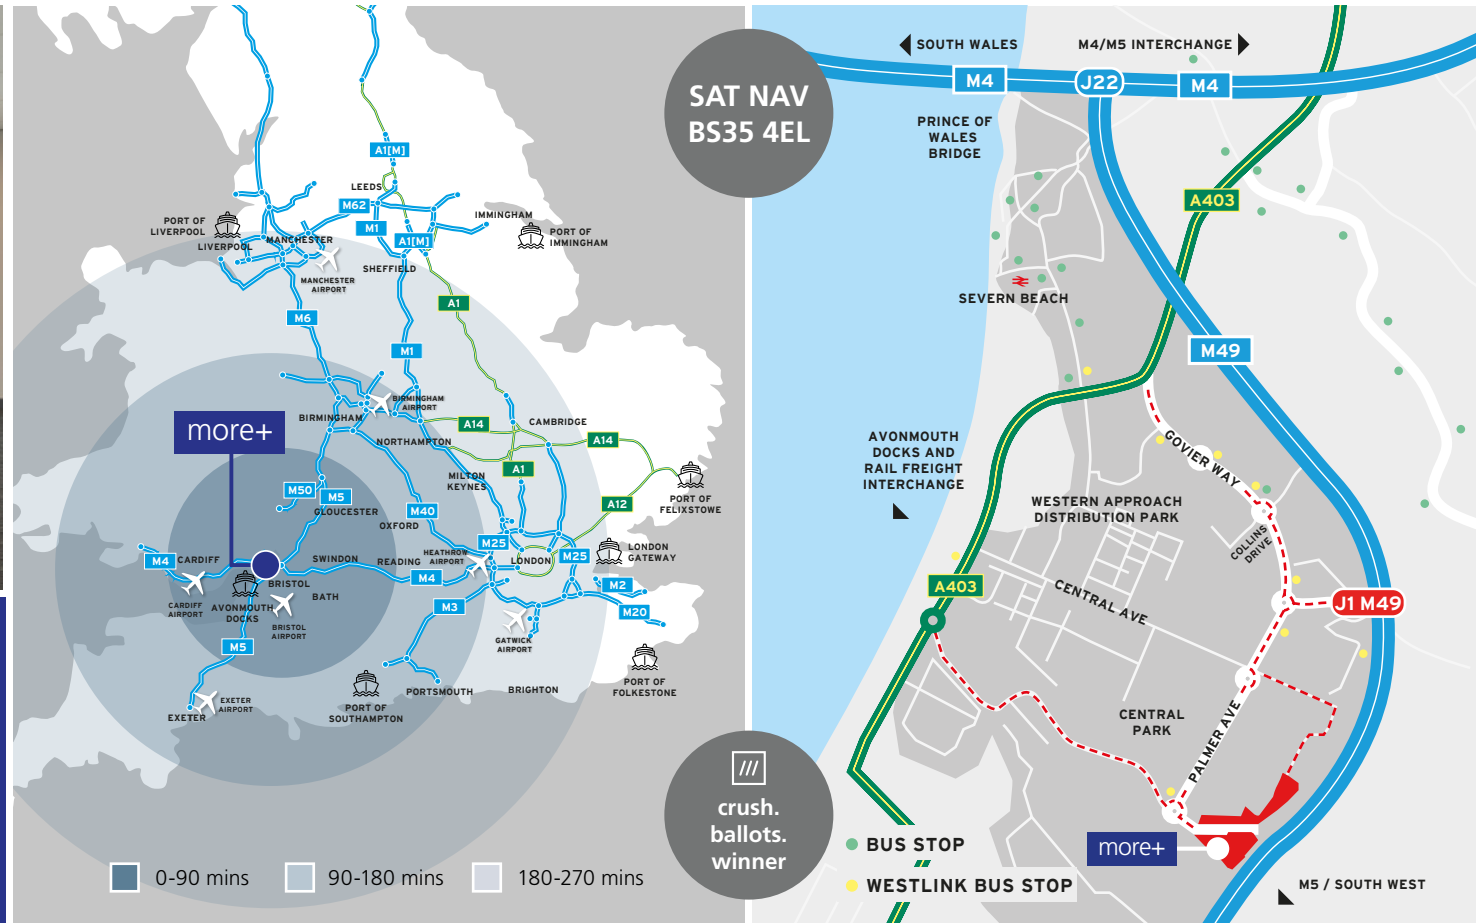 A1[M]
LEEDS
M62
M1
A1[M]
IMMINGHAM
PORT OF
IMMINGHAM
PORT OF
LIVERPOOL
LIVERPOOL
MANCHESTER
MANCHESTER
AIRPORT
SHEFFIELD
A1
M6
M1
BIRMINGHAM
AIRPORT
BIRMINGHAM
NORTHAMPTON
A14
CAMBRIDGE
A14
A1
MILTON
KEYNES
more+
M50
M5
GLOUCESTER
M40
OXFORD
A12
PORT OF
FELIXSTOWE
M25
M25
LONDON
GATEWAY
M4
CARDIFF
SWINDON
READING
HEATHROW
AIRPORT
LONDON
M4
BRISTOL
BATH
CARDIFF
AIRPORT
AVONMOUTH
DOCKS
BRISTOL
AIRPORT
M3
M2
M20
GATWICK
AIRPORT
M5
EXETER
EXETER
AIRPORT
PORT OF
SOUTHAMPTON
PORTSMOUTH
BRIGHTON
PORT OF
FOLKESTONE
0-90 mins
90-180 mins
180-270 mins
SAT NAV
BS35 4EL
///
crush.
ballots.
winner
SOUTH WALES
M4/M5 INTERCHANGE
M4
J22
M4
PRINCE OF
WALES
BRIDGE
A403
SEVERN BEACH
M49
AVONMOUTH
DOCKS AND
RAIL FREIGHT
INTERCHANGE
GOVIER WAY
WESTERN APPROACH
DISTRIBUTION PARK
COLLINS
DRIVE
A403
CENTRAL AVE
J1 M49
CENTRAL
PARK
PALMER AVE
more+
BUS STOP
WESTLINK BUS STOP
M5 / SOUTH WEST